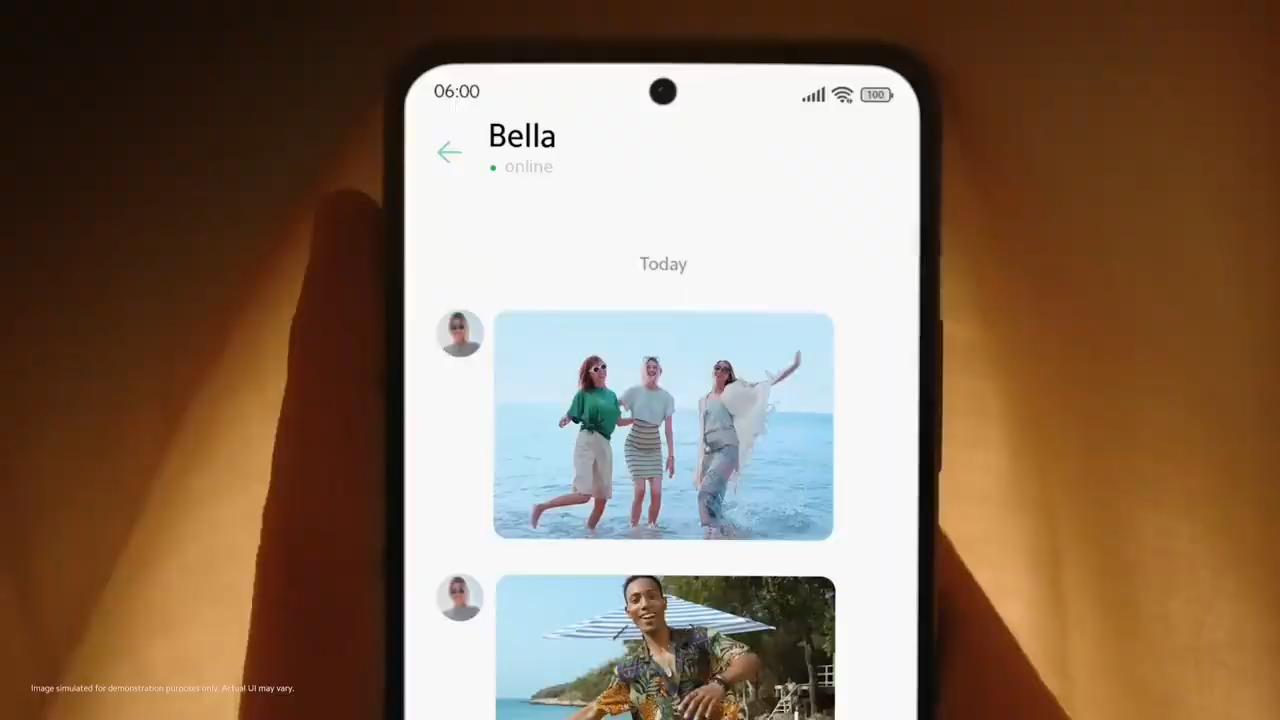 06:00
100
Bella
online
Today
Image simulated for demonstration purposes only. Actual UI may vary.